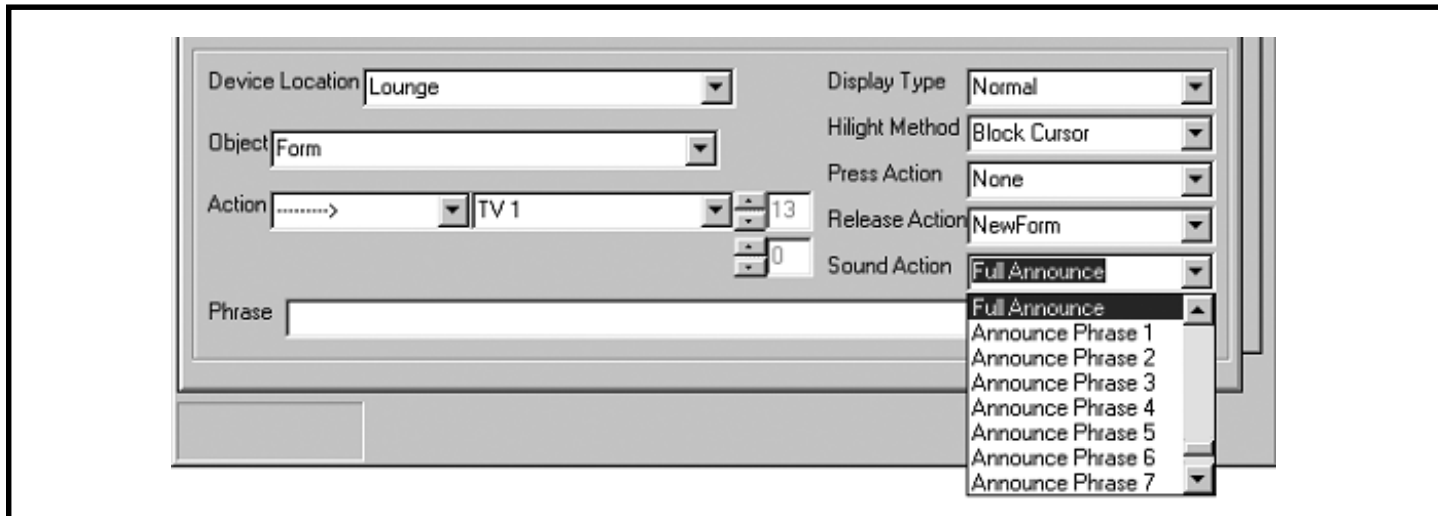 Device Location Lounge
Object Form
Action ---------> TV 1 13
0
Phrase
Display Type Normal
Hilight Method Block Cursor
Press Action None
Release Action NewForm
Sound Action Full Announce
Full Announce
Announce Phrase 1
Announce Phrase 2
Announce Phrase 3
Announce Phrase 4
Announce Phrase 5
Announce Phrase 6
Announce Phrase 7